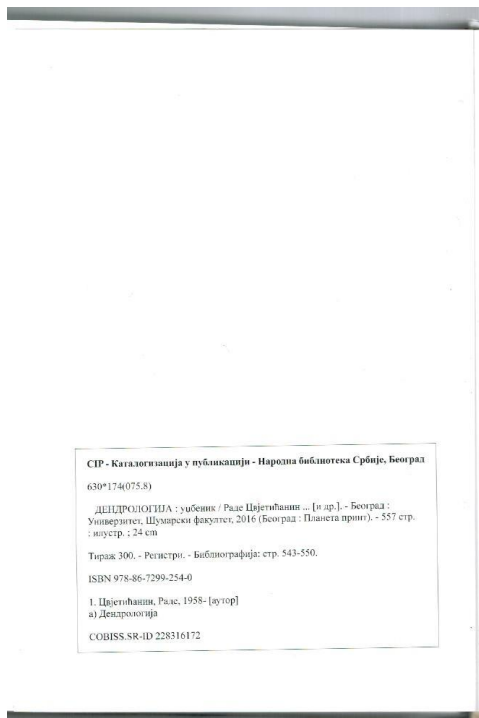 CIP - Каталогизација у публикацији - Народна библиотека Србије, Београд
630*174(075.8)
ДЕНДРОЛОГИЈА : уџбеник / Раде Цвјетићанин ... [и др.]. - Београд :
Универзитет, Шумарски факултет, 2016 (Београд : Планета принт). - 557 стр.
: илустр. ; 24 cm
Тираж 300. - Регистри. - Библиографија: стр. 543-550.
ISBN 978-86-7299-254-0
1. Цвјетићанин, Раде, 1958- [аутор]
a) Дендрологија
COBISS.SR-ID 228316172